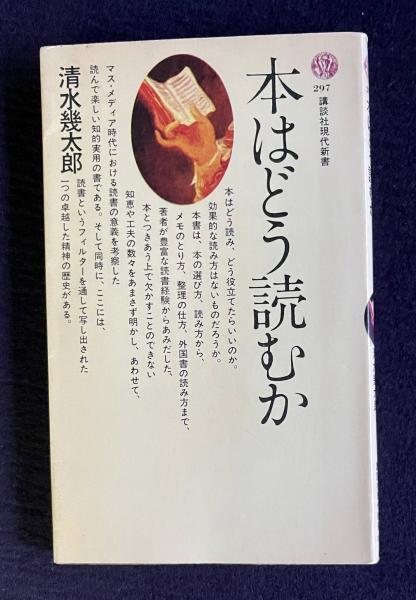 297
講談社現代新書
本はどう読むか
本はどう読み、どう役立てたらいいのか。
効果的な読み方はないものだろうか。
本書は、本の選び方、読み方から、
メモのとり方、整理の仕方、外国書の読み方まで、
著者が豊富な読書経験からあみだした、
本とつきあう上で欠かすことのできない
知恵や工夫の数々をあまさず明かし、あわせて、
マス・メディア時代における読書の意義を考察した
読んで楽しい知的実用の書である。そして同時に、ここには、
読書というフィルターを通して写し出された
一つの卓越した精神の歴史がある。
清水幾太郎